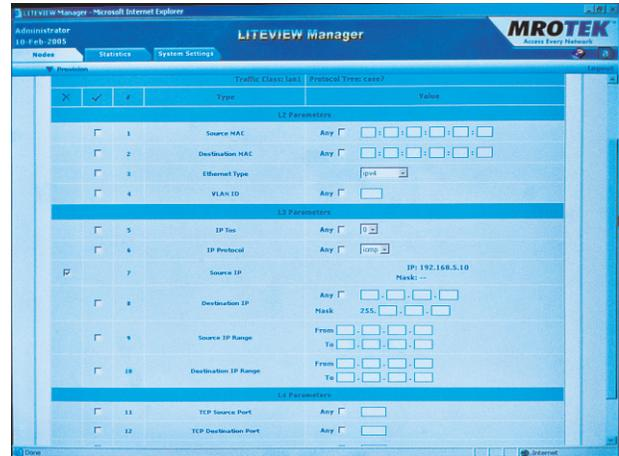 LITEVIEW Manager - Microsoft Internet Explorer
Administrator
10-Feb-2005
LITEVIEW Manager
MROTEK
Access Every Network
Nodes Statistics System Settings
Provision Logout
Traffic Class: lan1 Protocol Tree: case7
# Type Value
L2 Parameters
1 Source MAC Any : : : : :
2 Destination MAC Any : : : : :
3 Ethernet Type ipv4
4 VLAN ID Any
L3 Parameters
5 IP Tos Any 0
6 IP Protocol Any icmp
7 Source IP IP: 192.168.5.10
Mask: --
8 Destination IP Any . . .
Mask 255. . .
9 Source IP Range From . . .
To . . .
10 Destination IP Range From . . .
To . . .
L4 Parameters
11 TCP Source Port Any
12 TCP Destination Port Any
Done Internet